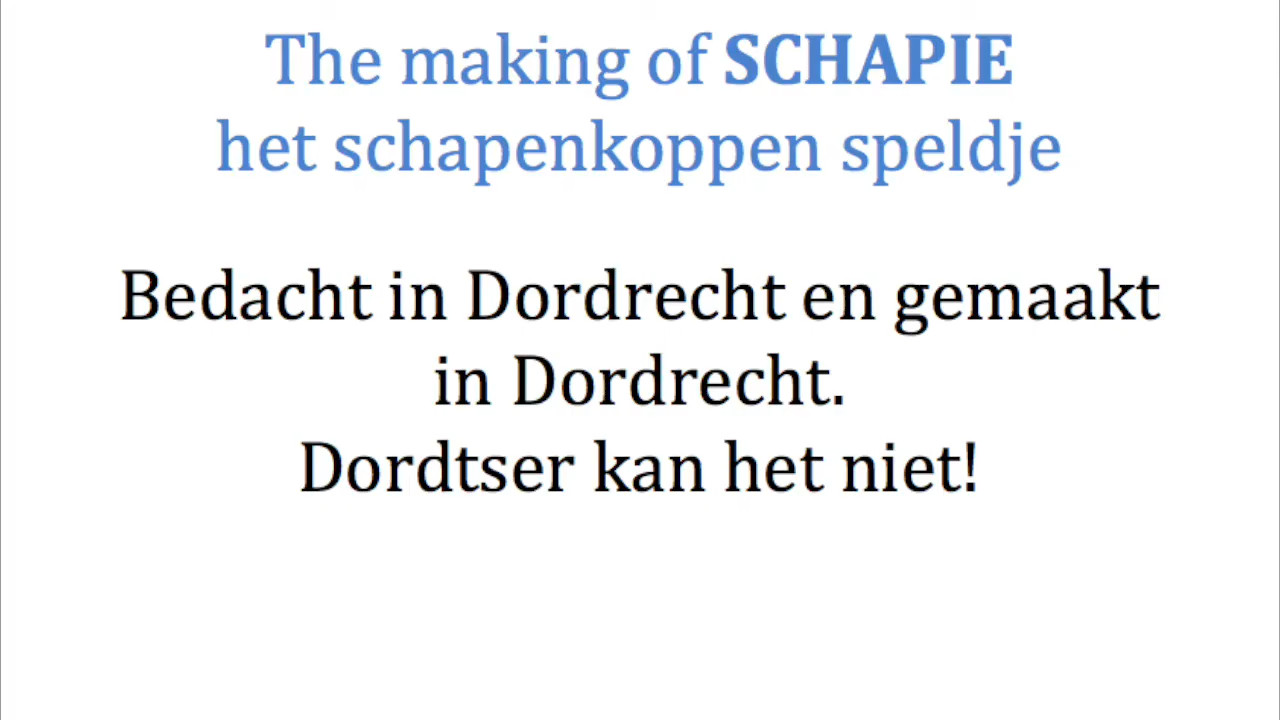 The making of SCHAPIE
het schapenkoppen speldje
Bedacht in Dordrecht en gemaakt
in Dordrecht.
Dordtser kan het niet!